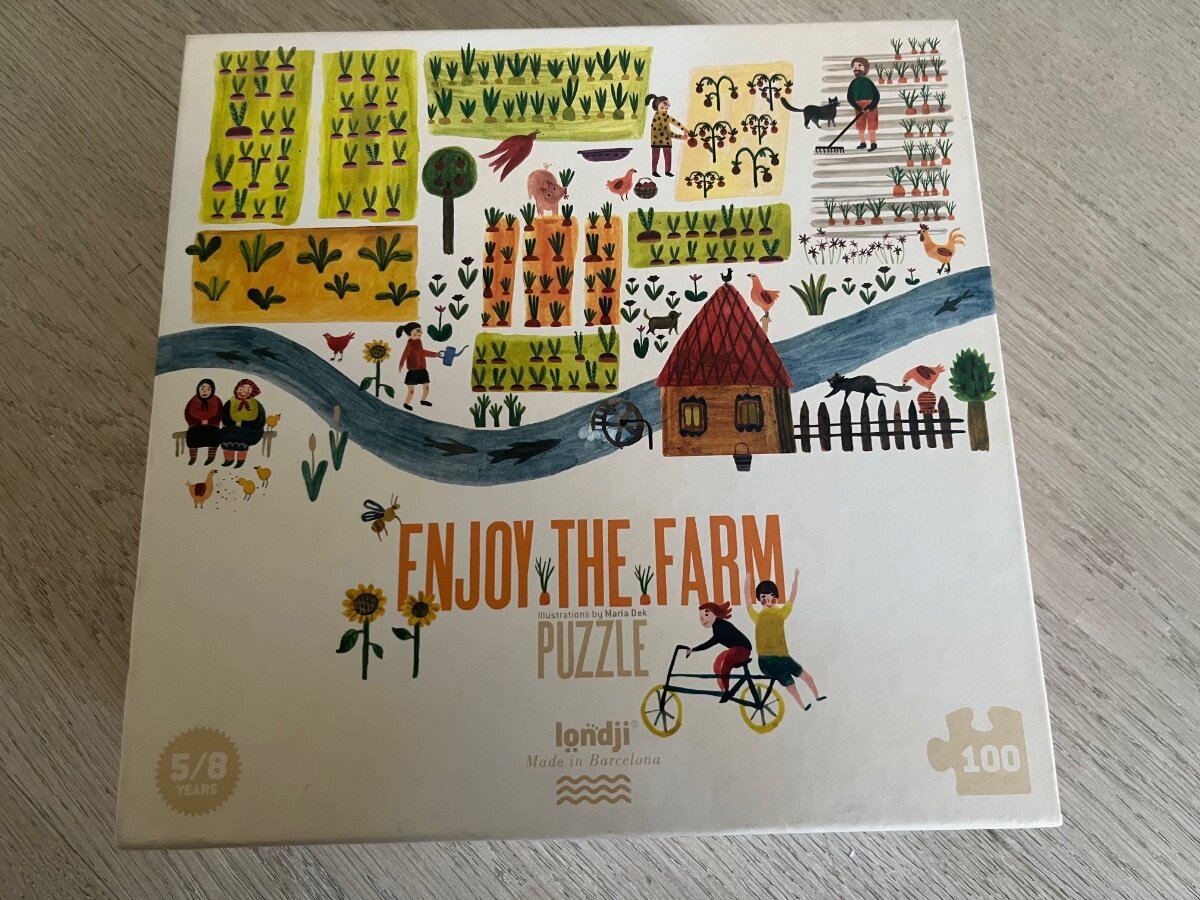 ENJOY THE FARM
Illustrations by Maria Dek
PUZZLE
londji®
Made in Barcelona
5/8
YEARS
100